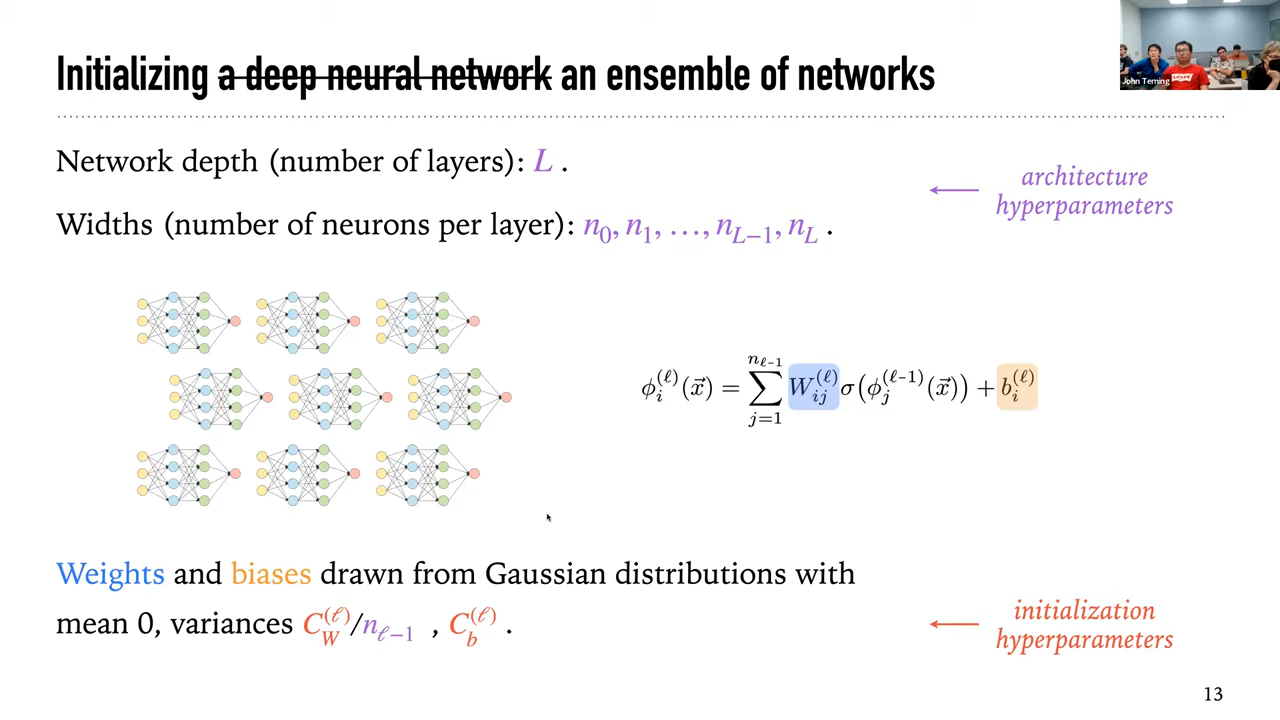 Initializing a deep neural network an ensemble of networks
John Terning
Network depth (number of layers): L .
architecture
hyperparameters
Widths (number of neurons per layer): n₀, n₁, …, n_{L−1}, n_L .
ϕ_i^{(ℓ)}(x⃗) = ∑_{j=1}^{n_{ℓ−1}} W_{ij}^{(ℓ)} σ(ϕ_j^{(ℓ−1)}(x⃗)) + b_i^{(ℓ)}
Weights and biases drawn from Gaussian distributions with
mean 0, variances C_W^{(ℓ)}/n_{ℓ−1} , C_b^{(ℓ)} .
initialization
hyperparameters
13